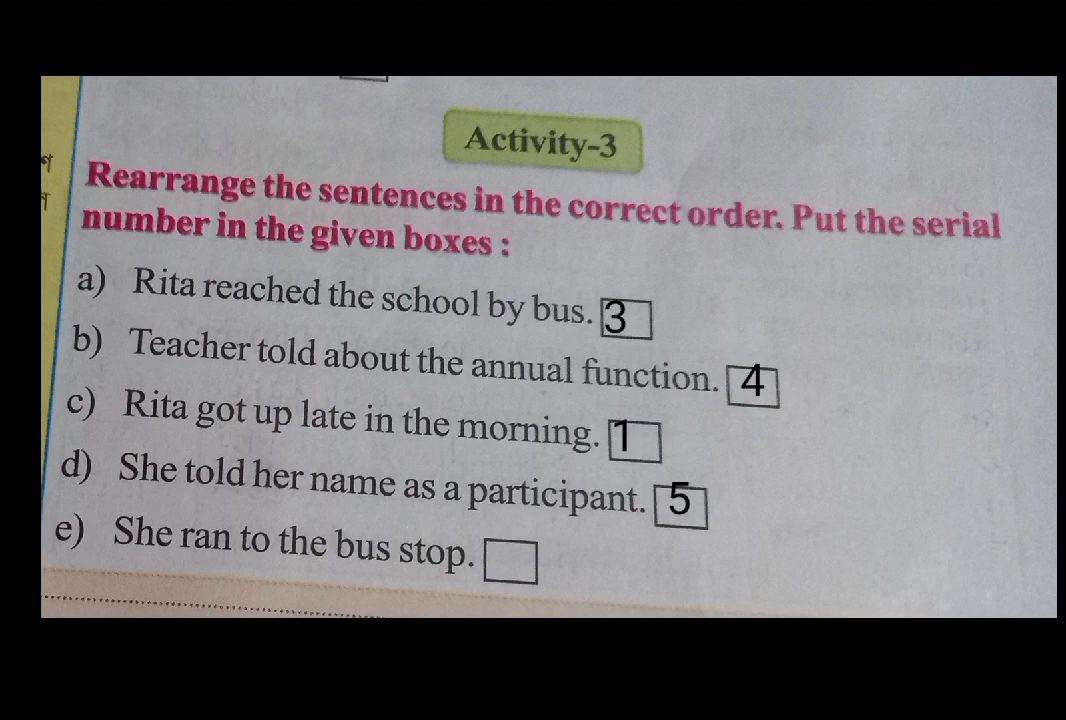 Activity-3
Rearrange the sentences in the correct order. Put the serial
number in the given boxes :
a) Rita reached the school by bus. 3
b) Teacher told about the annual function. 4
c) Rita got up late in the morning. 1
d) She told her name as a participant. 5
e) She ran to the bus stop.